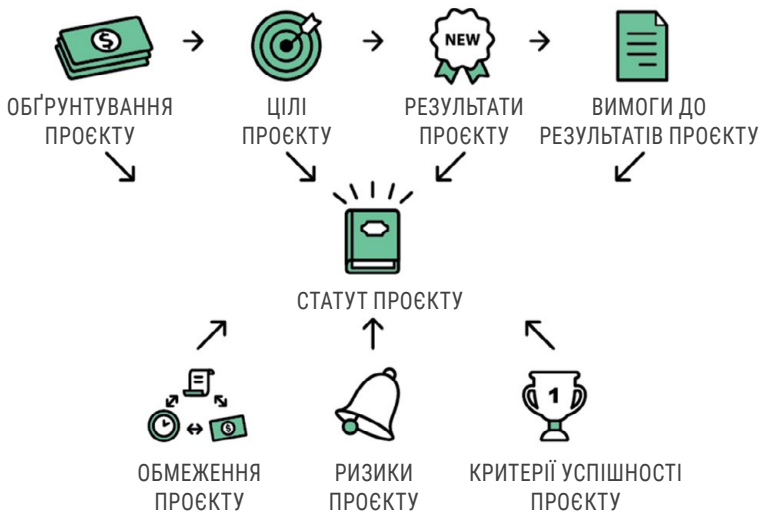 $
NEW
ОБҐРУНТУВАННЯ
ПРОЄКТУ
ЦІЛІ
ПРОЄКТУ
РЕЗУЛЬТАТИ
ПРОЄКТУ
ВИМОГИ ДО
РЕЗУЛЬТАТІВ ПРОЄКТУ
СТАТУТ ПРОЄКТУ
$
1
ОБМЕЖЕННЯ
ПРОЄКТУ
РИЗИКИ
ПРОЄКТУ
КРИТЕРІЇ УСПІШНОСТІ
ПРОЄКТУ